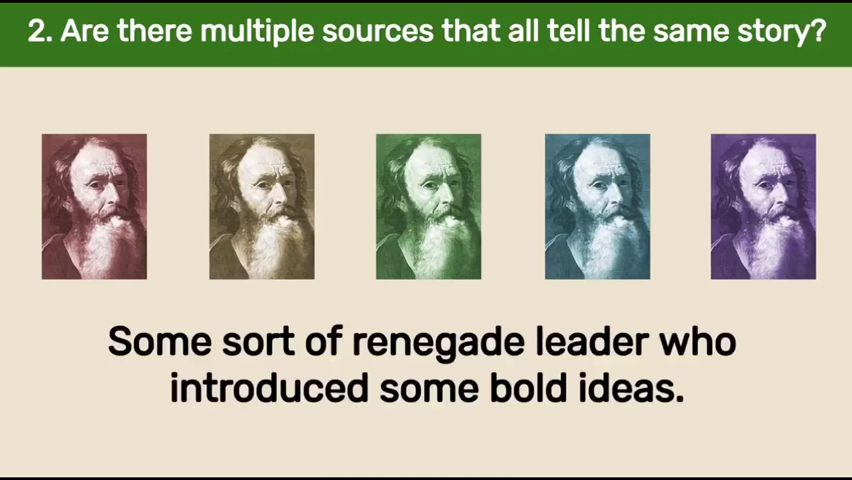 2. Are there multiple sources that all tell the same story?
Some sort of renegade leader who
introduced some bold ideas.